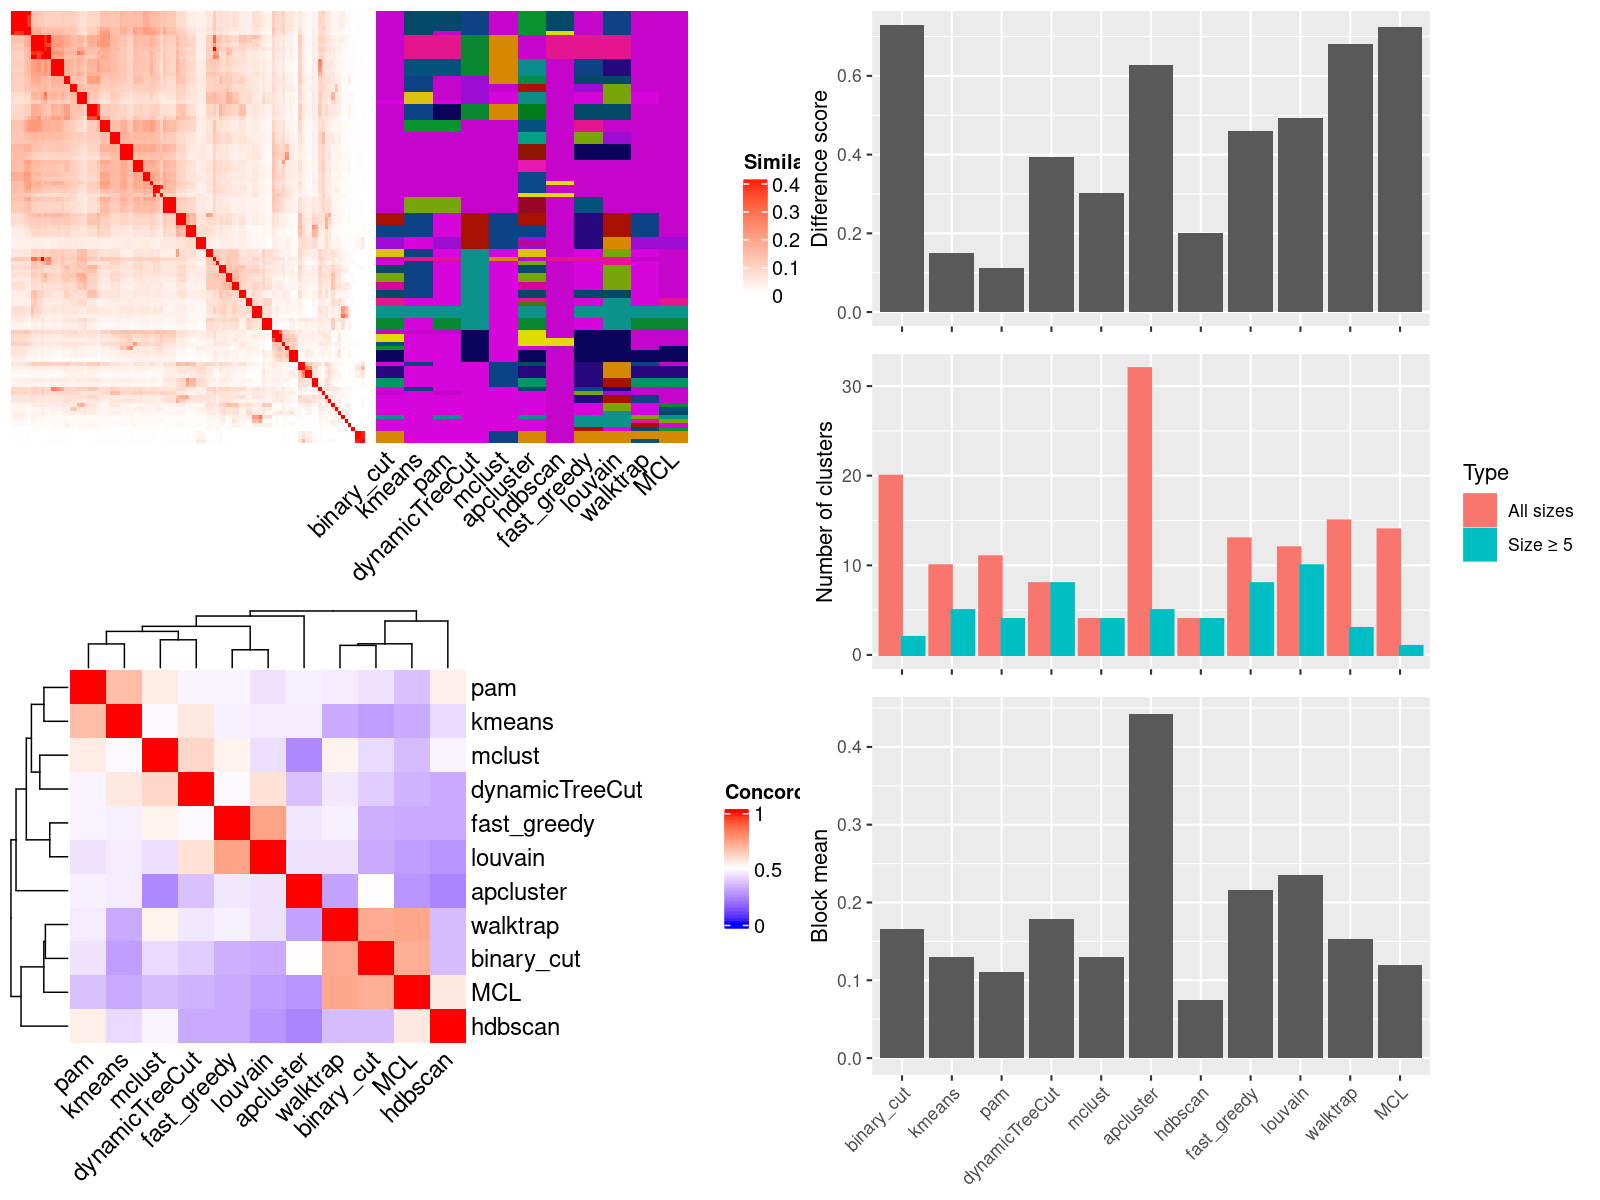 Simila
0.4
0.3
0.2
0.1
0
binary_cut
kmeans
pam
dynamicTreeCut
mclust
apcluster
hdbscan
fast_greedy
louvain
walktrap
MCL
pam
kmeans
mclust
dynamicTreeCut
fast_greedy
louvain
apcluster
walktrap
binary_cut
MCL
hdbscan
pam
kmeans
mclust
dynamicTreeCut
fast_greedy
louvain
apcluster
walktrap
binary_cut
MCL
hdbscan
Concord
1
0.5
0
Difference score
0.6
0.4
0.2
0.0
Number of clusters
30
20
10
0
Type
All sizes
Size ≥ 5
Block mean
0.4
0.3
0.2
0.1
0.0
binary_cut
kmeans
pam
dynamicTreeCut
mclust
apcluster
hdbscan
fast_greedy
louvain
walktrap
MCL